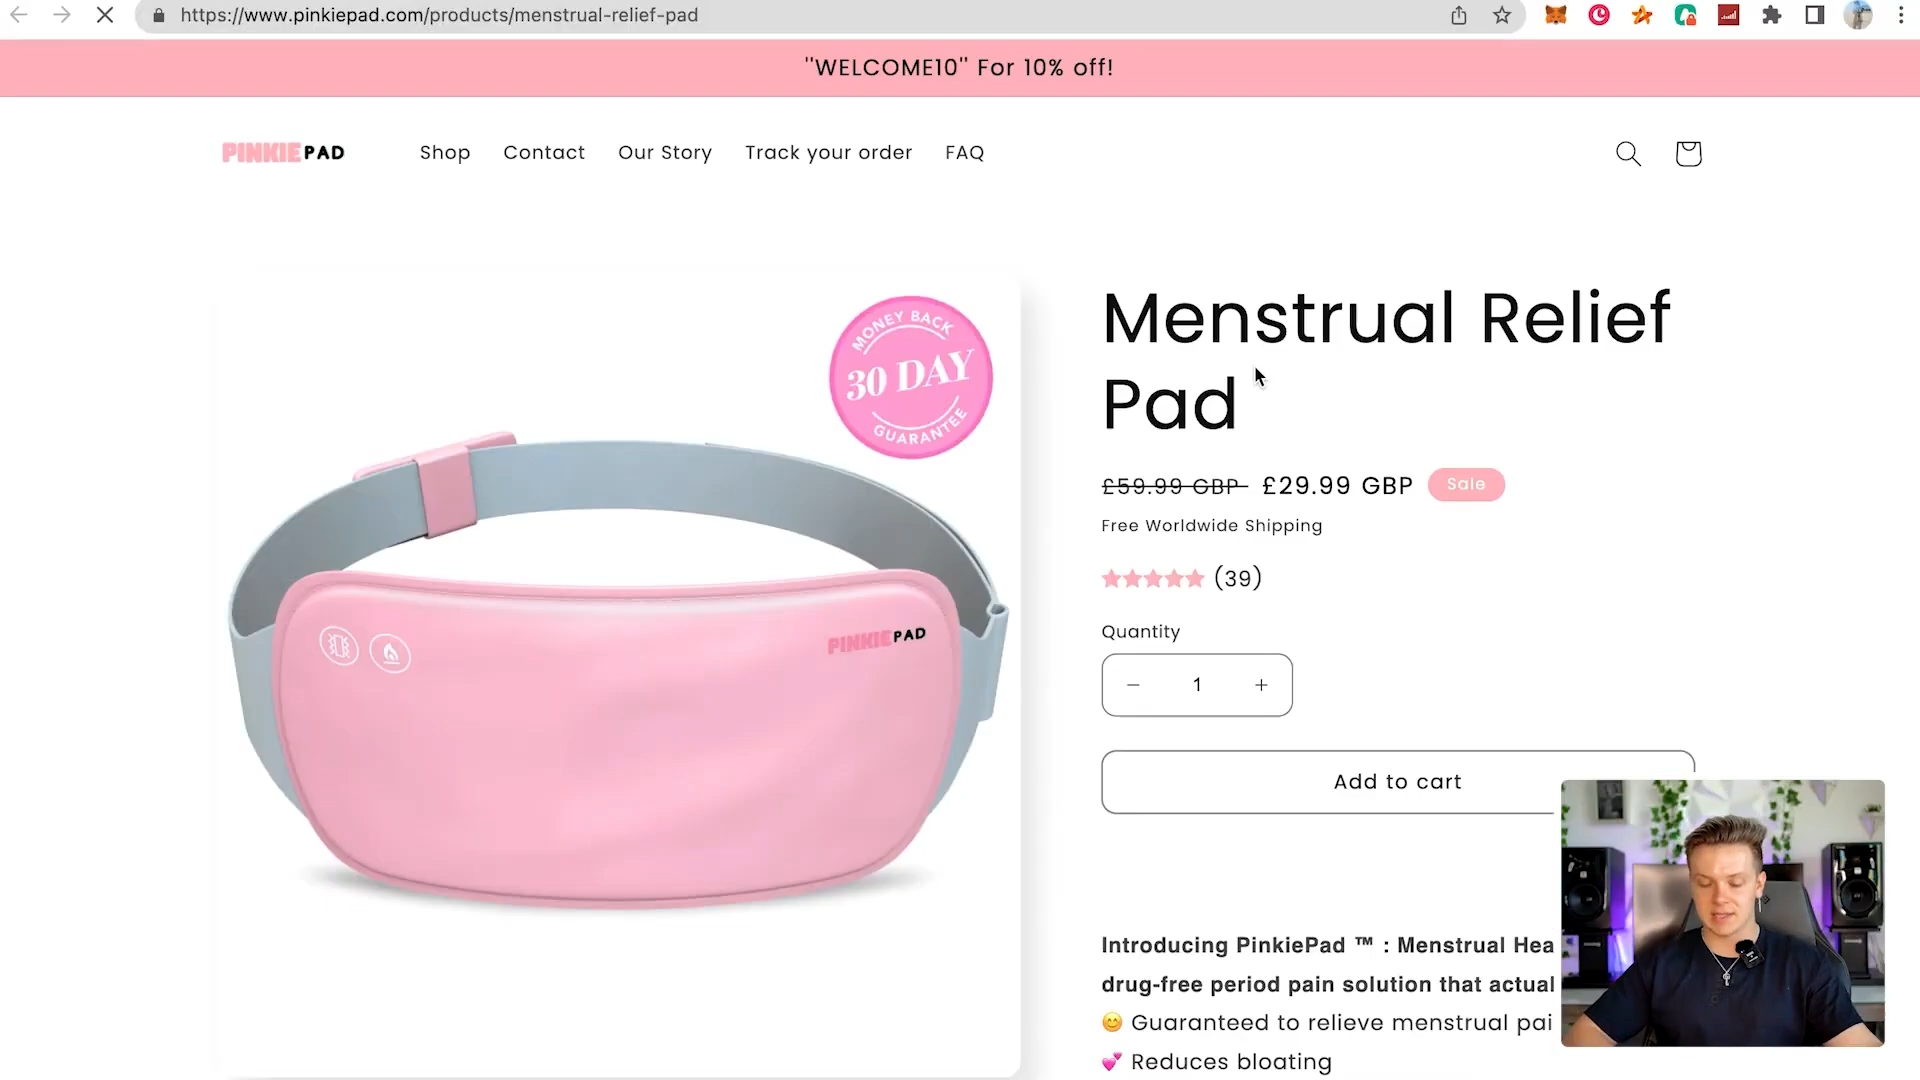 https://www.pinkiepad.com/products/menstrual-relief-pad
"WELCOME10" For 10% off!
PINKIEPAD
Shop
Contact
Our Story
Track your order
FAQ
MONEY BACK
30 DAY
GUARANTEE
PINKIEPAD
Menstrual Relief
Pad
£59.99 GBP £29.99 GBP Sale
Free Worldwide Shipping
(39)
Quantity
1
Add to cart
Introducing PinkiePad ™ : Menstrual Hea
drug-free period pain solution that actual
😊 Guaranteed to relieve menstrual pai
💕 Reduces bloating